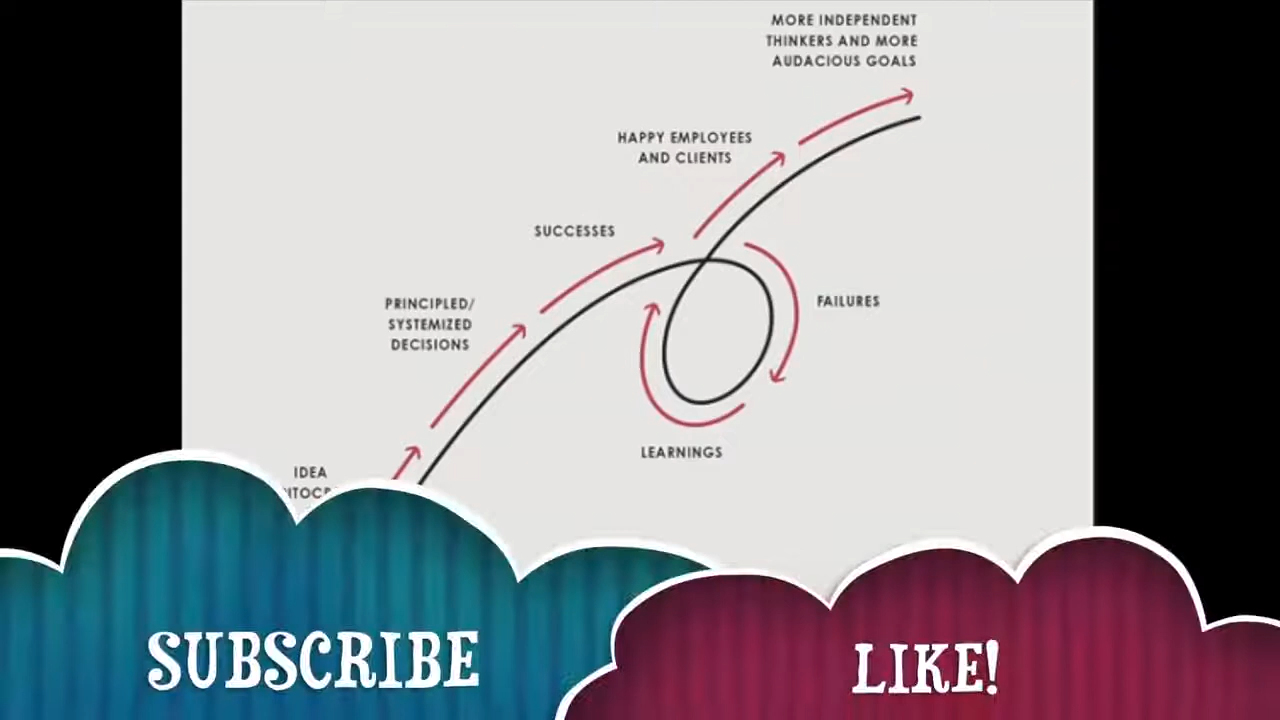 MORE INDEPENDENT
THINKERS AND MORE
AUDACIOUS GOALS
HAPPY EMPLOYEES
AND CLIENTS
SUCCESSES
FAILURES
PRINCIPLED/
SYSTEMIZED
DECISIONS
LEARNINGS
IDEA
SUBSCRIBE
LIKE!